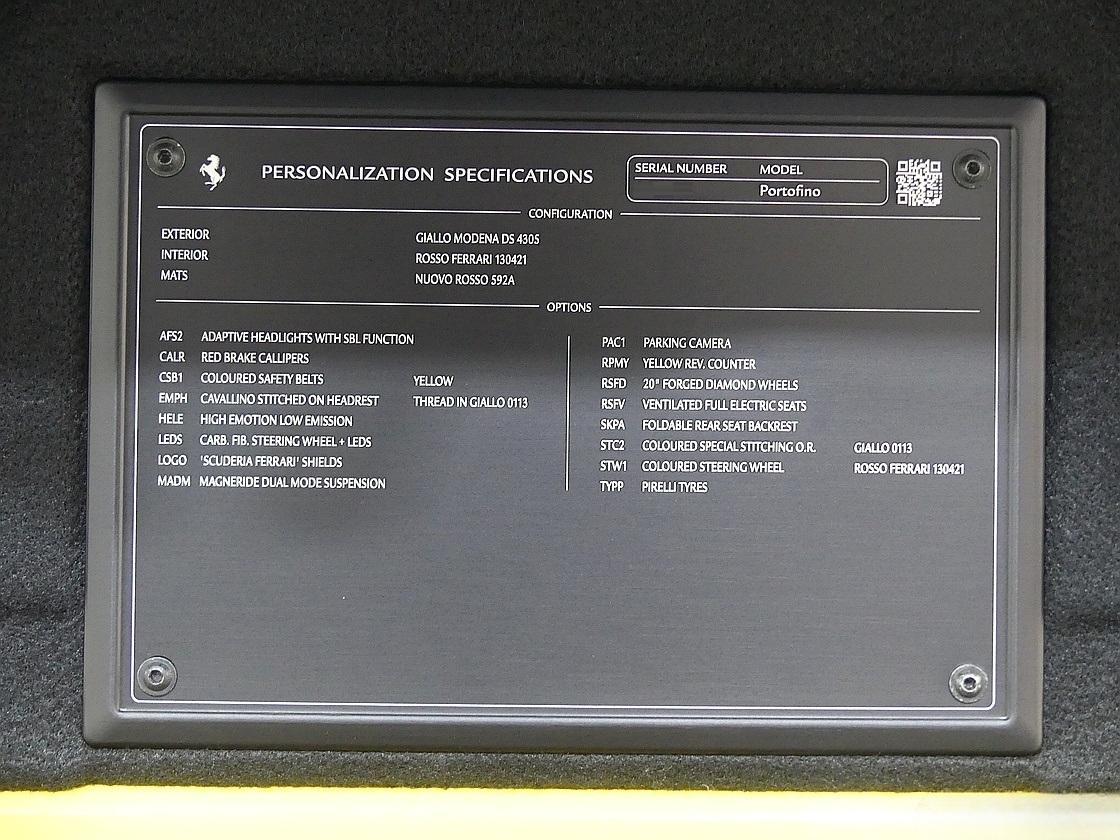 PERSONALIZATION SPECIFICATIONS
SERIAL NUMBER MODEL
Portofino
CONFIGURATION
EXTERIOR GIALLO MODENA DS 4305
INTERIOR ROSSO FERRARI 130421
MATS NUOVO ROSSO 592A
OPTIONS
AFS2 ADAPTIVE HEADLIGHTS WITH SBL FUNCTION
CALR RED BRAKE CALLIPERS
CSB1 COLOURED SAFETY BELTS YELLOW
EMPH CAVALLINO STITCHED ON HEADREST THREAD IN GIALLO 0113
HELE HIGH EMOTION LOW EMISSION
LEDS CARB. FIB. STEERING WHEEL + LEDS
LOGO 'SCUDERIA FERRARI' SHIELDS
MADM MAGNERIDE DUAL MODE SUSPENSION
PAC1 PARKING CAMERA
RPMY YELLOW REV. COUNTER
RSFD 20" FORGED DIAMOND WHEELS
RSFV VENTILATED FULL ELECTRIC SEATS
SKPA FOLDABLE REAR SEAT BACKREST
STC2 COLOURED SPECIAL STITCHING O.R. GIALLO 0113
STW1 COLOURED STEERING WHEEL ROSSO FERRARI 130421
TYPP PIRELLI TYRES